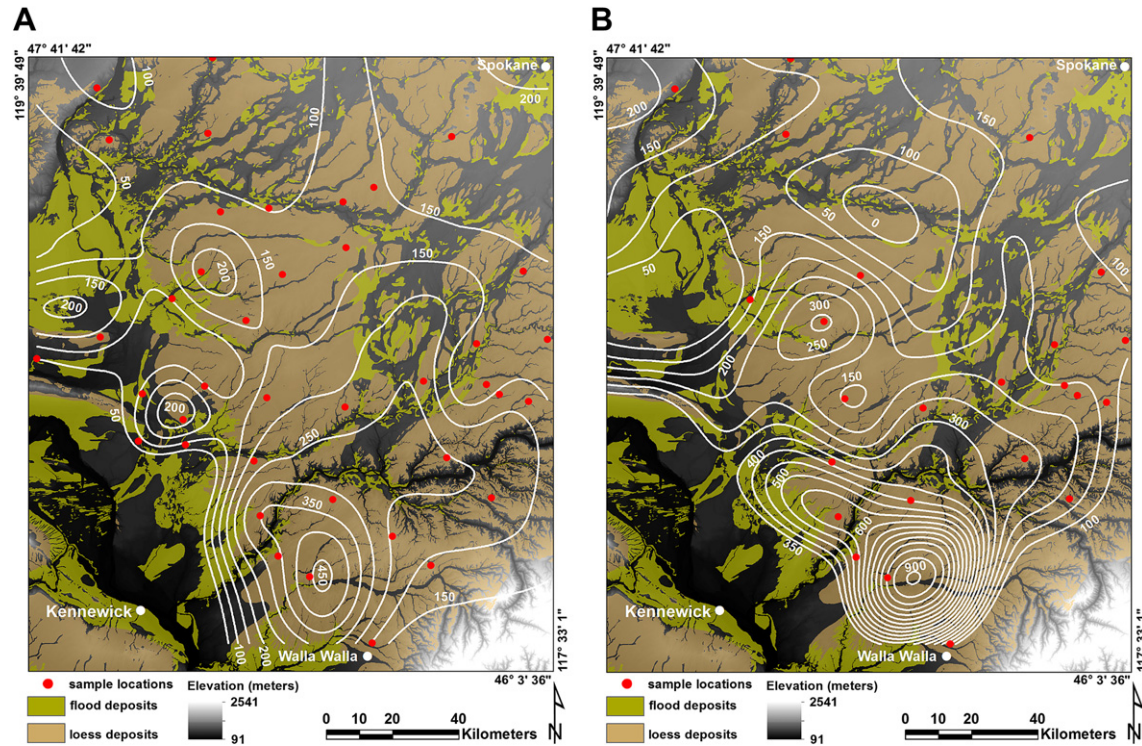 A
47° 41' 42"
119° 39' 49"
Spokane
100
200
100
50
150
150
200
150
150
200
50
200
250
350
450
150
100
200
Kennewick
Walla Walla
117° 33' 1"
46° 3' 36"
sample locations
flood deposits
loess deposits
Elevation (meters)
2541
91
0 10 20 40
Kilometers
N
B
47° 41' 42"
119° 39' 49"
Spokane
200
150
150
100
50
0
50
150
100
300
250
200
150
300
400
500
600
350
900
100
Kennewick
Walla Walla
117° 33' 1"
46° 3' 36"
sample locations
flood deposits
loess deposits
Elevation (meters)
2541
91
0 10 20 40
Kilometers
N